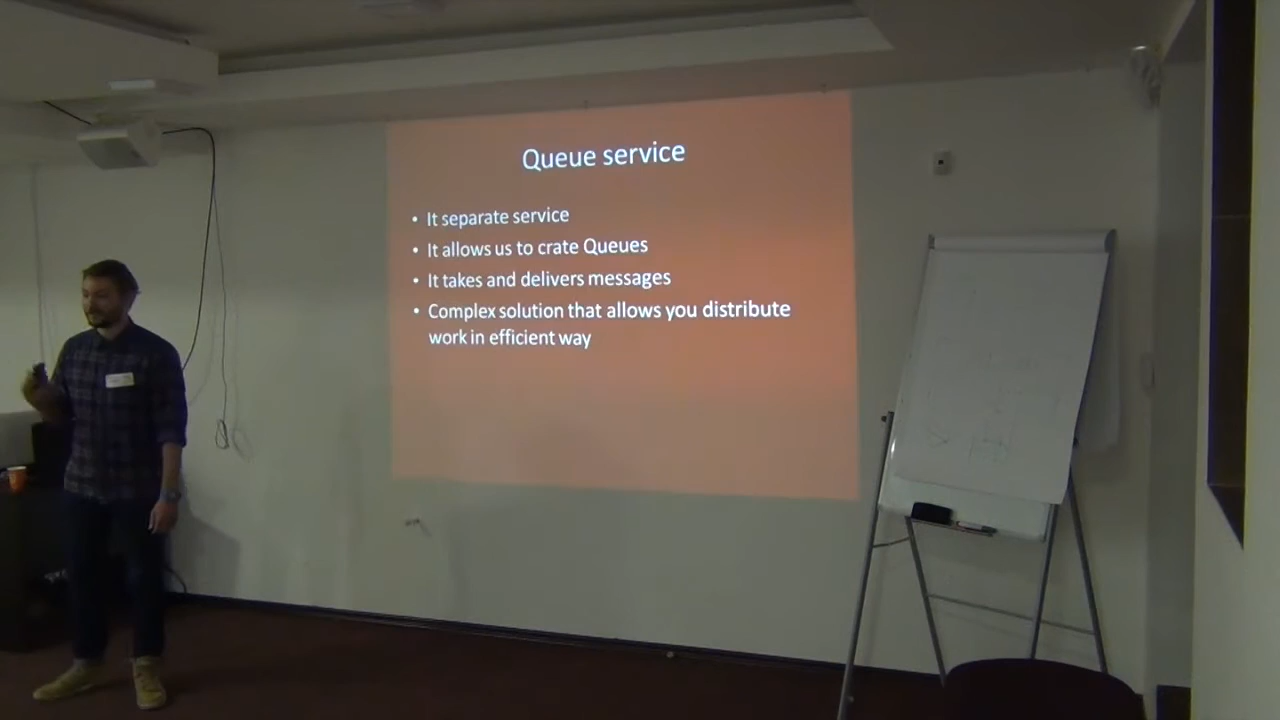 Queue service
• It separate service
• It allows us to crate Queues
• It takes and delivers messages
• Complex solution that allows you distribute
work in efficient way